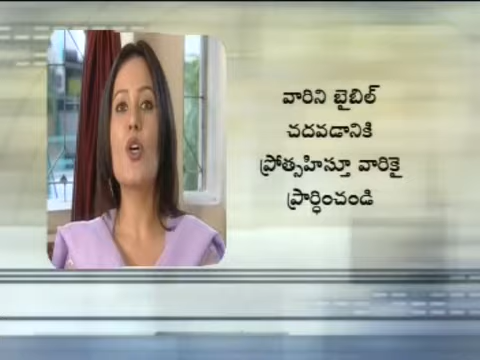 వారిని బైబిల్
చదవడానికి
ప్రోత్సహిస్తూ వారికై
ప్రార్ధించండి